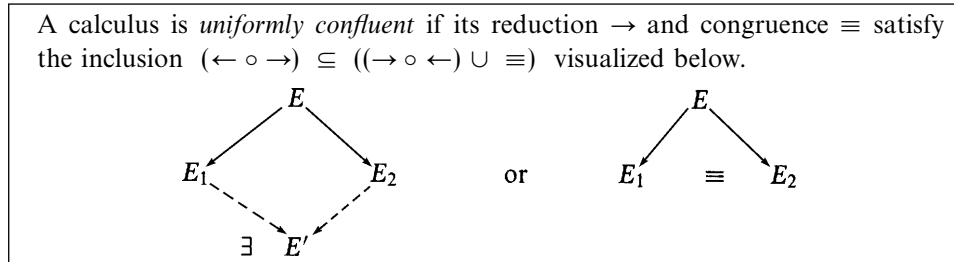 A calculus is uniformly confluent if its reduction → and congruence ≡ satisfy
the inclusion (← ∘ →) ⊆ ((→ ∘ ←) ∪ ≡) visualized below.
E E
E₁ E₂ or E₁ ≡ E₂
∃ E′